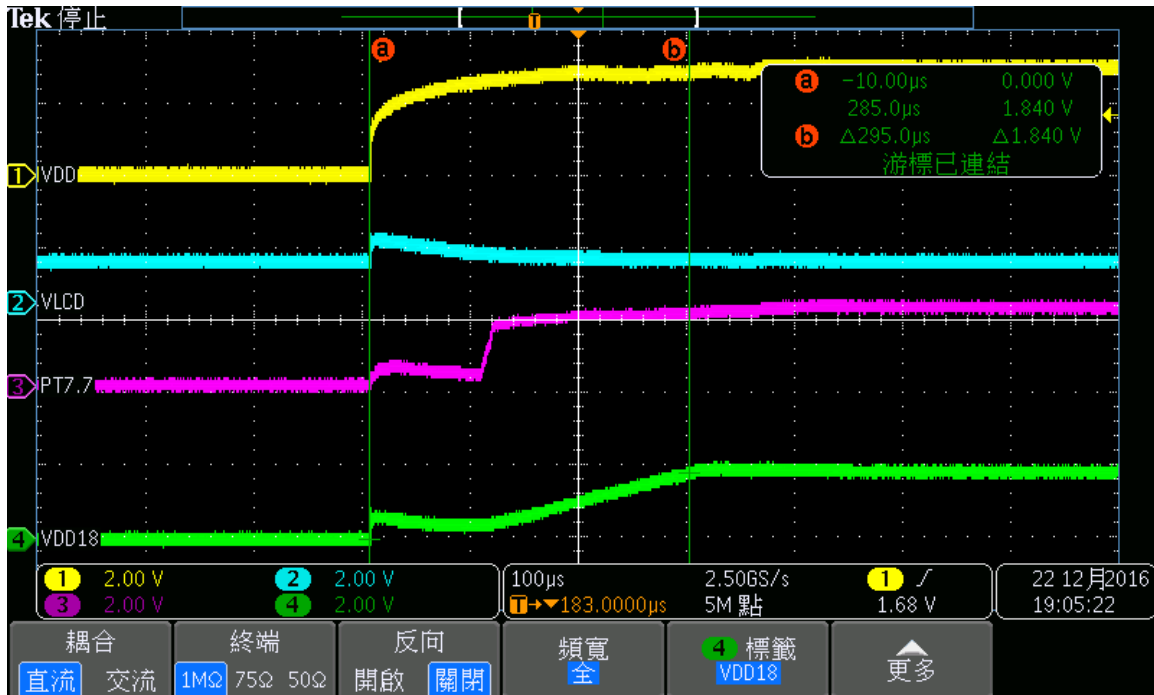 Tek 停止
T
a b
a −10.00µs 0.000 V
285.0µs 1.840 V
b △295.0µs △1.840 V
游標已連結
1 VDD
2 VLCD
3 PT7.7
4 VDD18
1 2.00 V 2 2.00 V
3 2.00 V 4 2.00 V
100µs 2.50GS/s 1
T→▼183.0000µs 5M 點 1.68 V
22 12月2016
19:05:22
耦合
直流 交流
終端
1MΩ 75Ω 50Ω
反向
開啟 關閉
頻寬
全
4 標籤
VDD18
更多